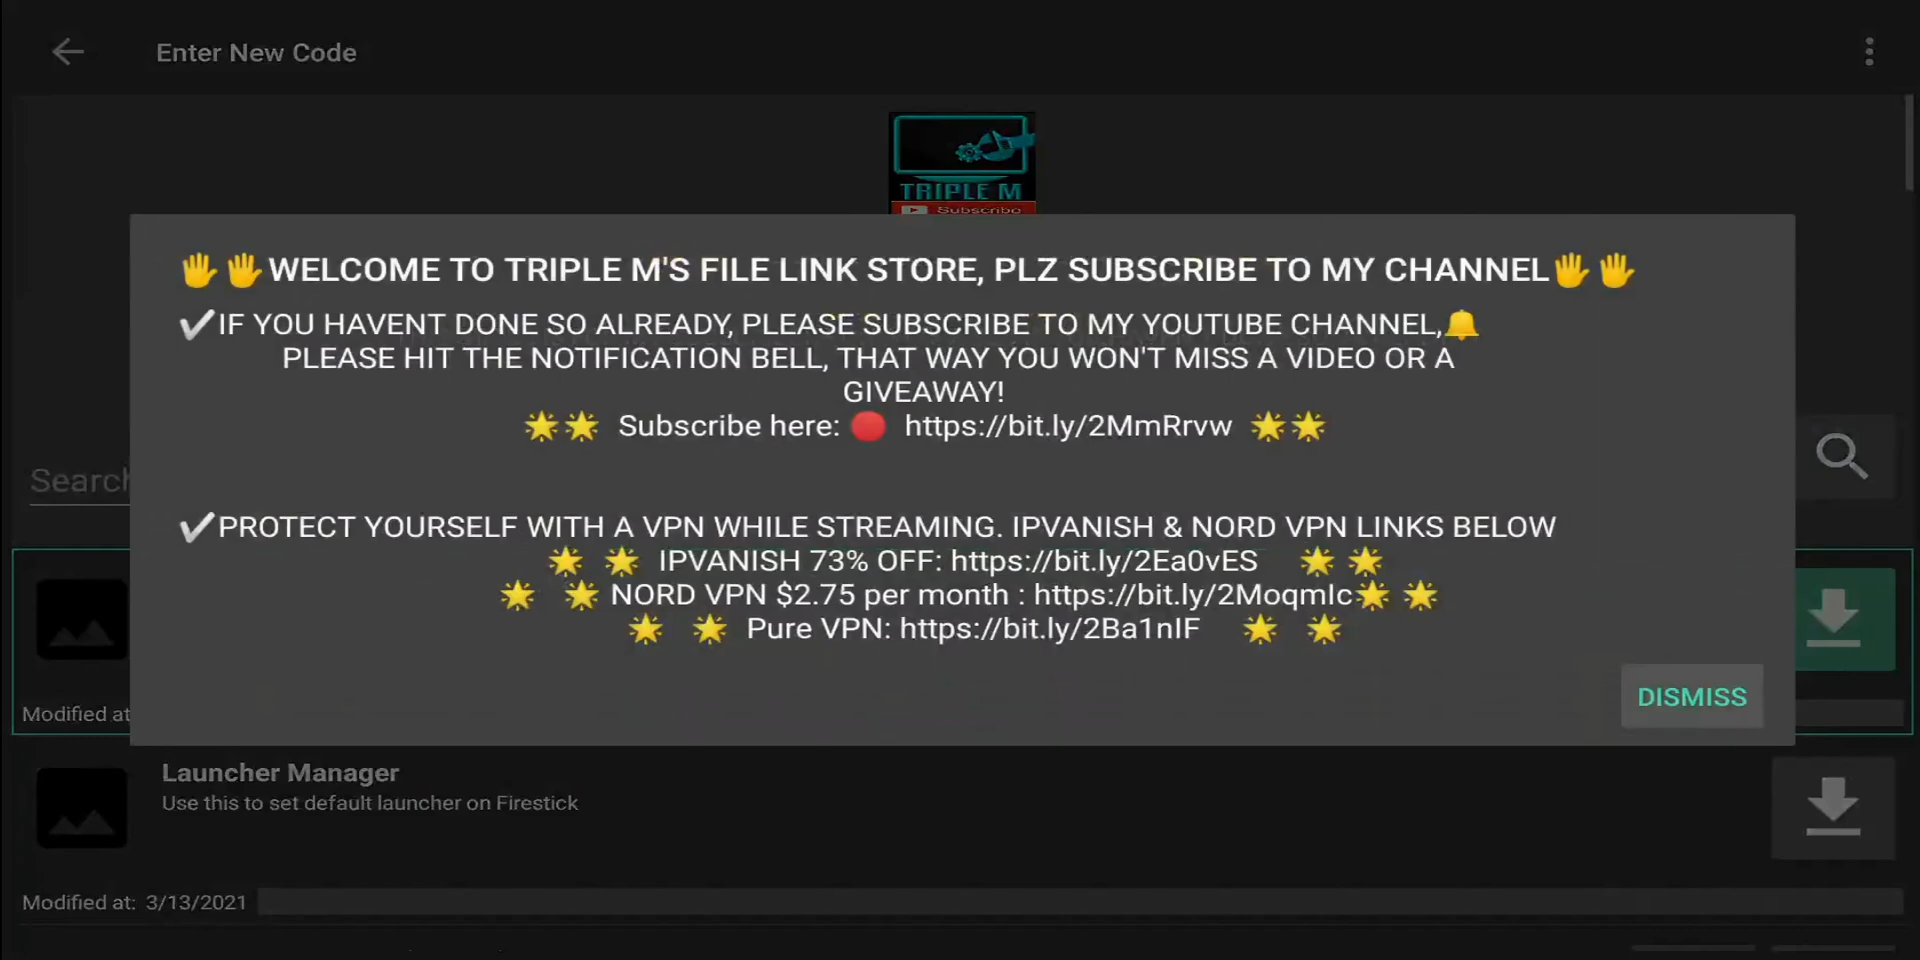 Enter New Code
TRIPLE M
Subscribe
🖐🖐WELCOME TO TRIPLE M'S FILE LINK STORE, PLZ SUBSCRIBE TO MY CHANNEL🖐🖐
✔IF YOU HAVENT DONE SO ALREADY, PLEASE SUBSCRIBE TO MY YOUTUBE CHANNEL,🔔
PLEASE HIT THE NOTIFICATION BELL, THAT WAY YOU WON'T MISS A VIDEO OR A
GIVEAWAY!
🌟🌟 Subscribe here: 🔴 https://bit.ly/2MmRrvw 🌟🌟
Search
✔PROTECT YOURSELF WITH A VPN WHILE STREAMING. IPVANISH & NORD VPN LINKS BELOW
🌟 🌟 IPVANISH 73% OFF: https://bit.ly/2Ea0vES 🌟 🌟
🌟 🌟 NORD VPN $2.75 per month : https://bit.ly/2MoqmIc🌟 🌟
🌟 🌟 Pure VPN: https://bit.ly/2Ba1nIF 🌟 🌟
DISMISS
Modified at
Launcher Manager
Use this to set default launcher on Firestick
Modified at: 3/13/2021